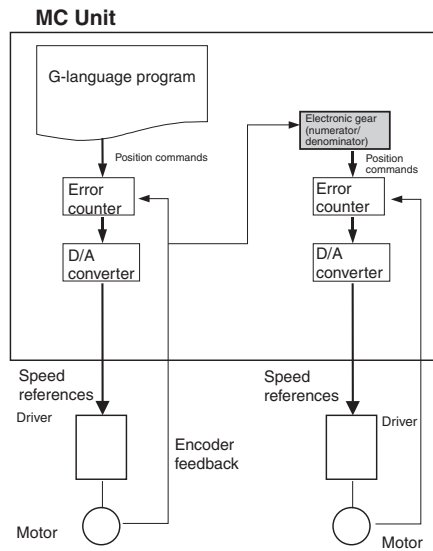 MC Unit
G-language program
Position commands
Error
counter
D/A
converter
Electronic gear
(numerator/
denominator)
Position
commands
Error
counter
D/A
converter
Speed
references
Driver
Encoder
feedback
Motor
Speed
references
Driver
Motor